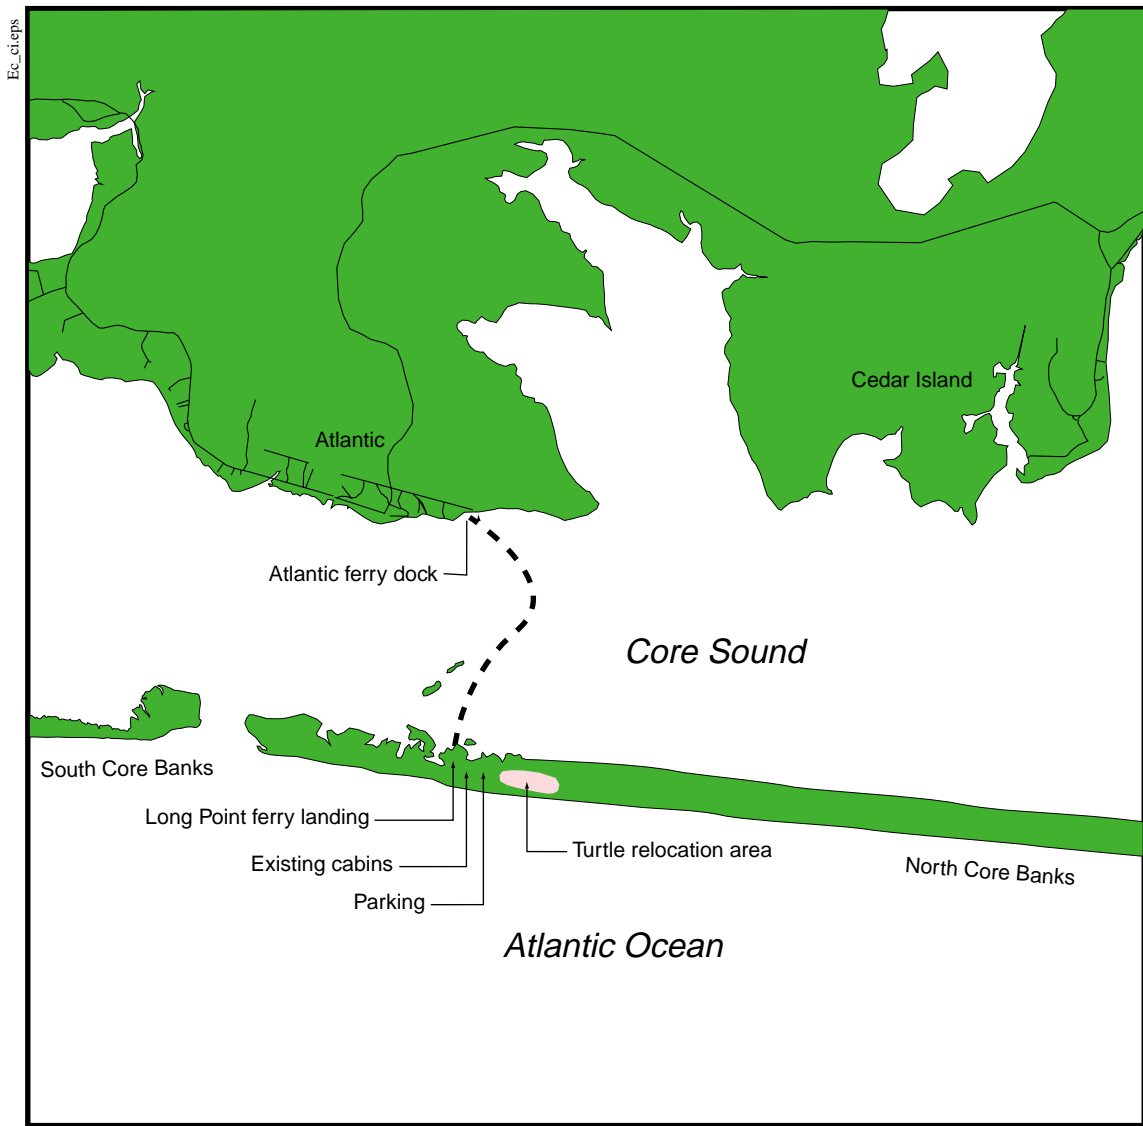 Ec_ci.eps
Cedar Island
Atlantic
Atlantic ferry dock
Core Sound
South Core Banks
Long Point ferry landing
Existing cabins
Turtle relocation area
North Core Banks
Parking
Atlantic Ocean